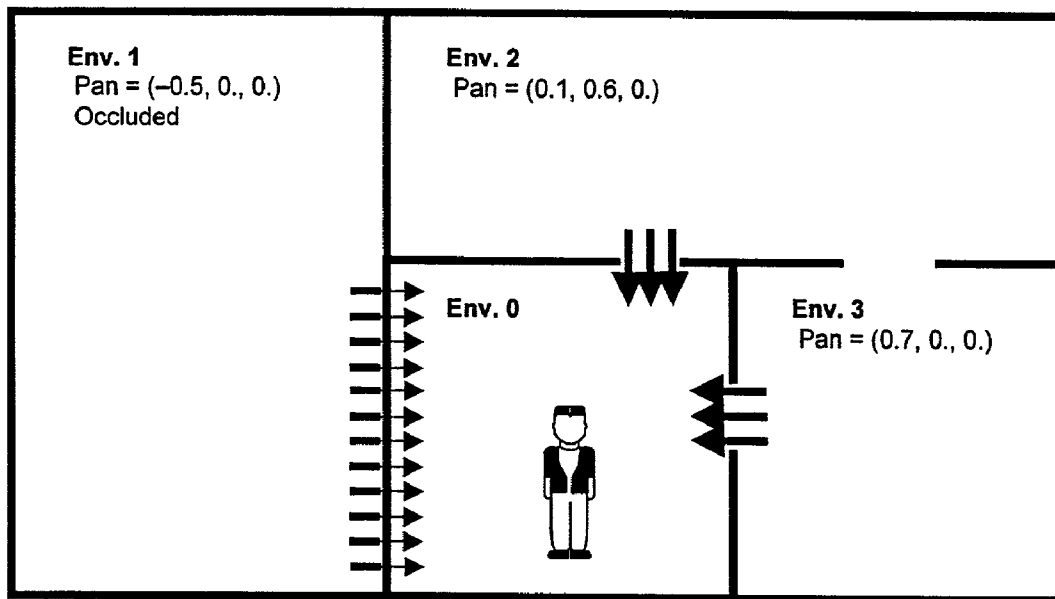 Env. 1
Pan = (–0.5, 0., 0.)
Occluded
Env. 2
Pan = (0.1, 0.6, 0.)
Env. 0
Env. 3
Pan = (0.7, 0., 0.)